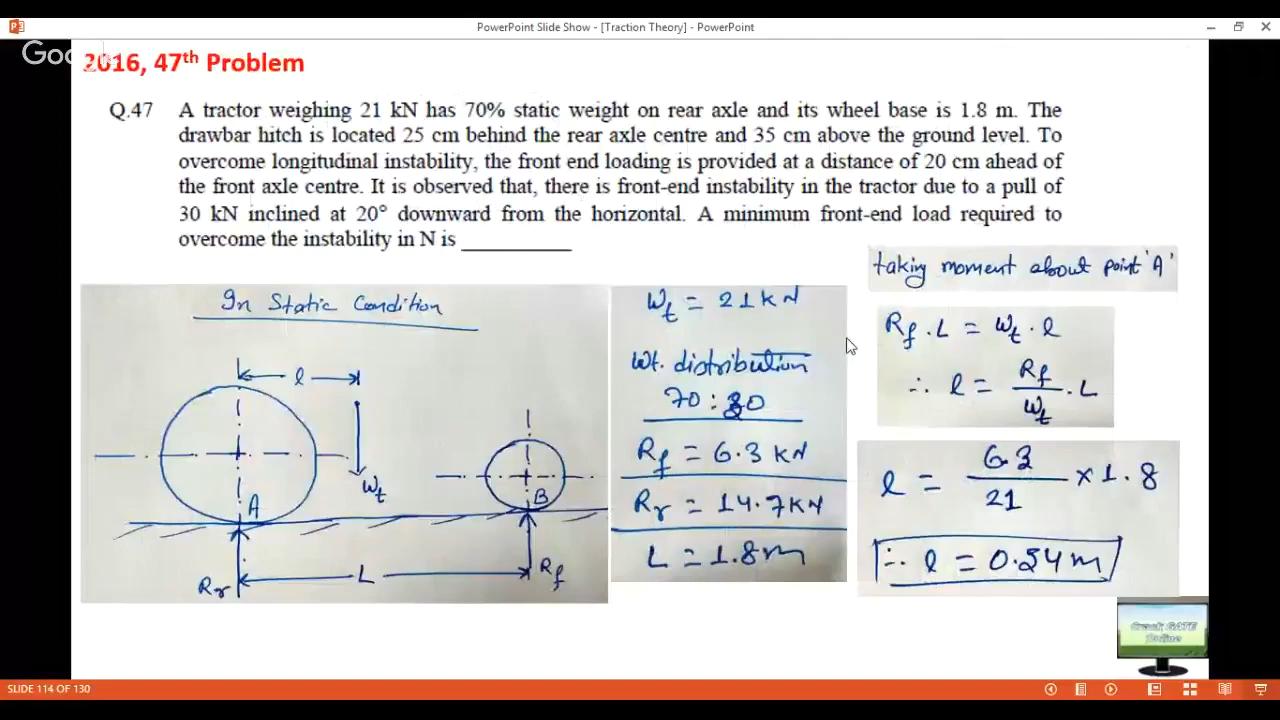 PowerPoint Slide Show - [Traction Theory] - PowerPoint
Goog
2016, 47th Problem
Q.47 A tractor weighing 21 kN has 70% static weight on rear axle and its wheel base is 1.8 m. The
drawbar hitch is located 25 cm behind the rear axle centre and 35 cm above the ground level. To
overcome longitudinal instability, the front end loading is provided at a distance of 20 cm ahead of
the front axle centre. It is observed that, there is front-end instability in the tractor due to a pull of
30 kN inclined at 20° downward from the horizontal. A minimum front-end load required to
overcome the instability in N is ___________
In Static Condition
l
Wt
A
B
Rr
L
Rf
Wt = 21 kN
Wt. distribution
70 : 30
Rf = 6.3 kN
Rr = 14.7 kN
L = 1.8 m
taking moment about point 'A'
Rf . L = Wt . l
∴ l = Rf/Wt . L
l = 6.3/21 × 1.8
∴ l = 0.54 m
Crack GATE
Online
SLIDE 114 OF 130